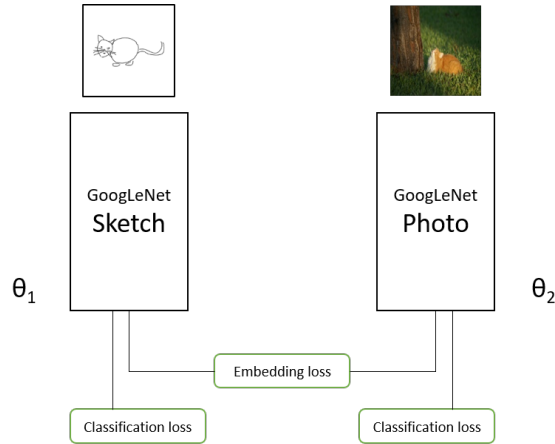 GoogLeNet
Sketch
GoogLeNet
Photo
θ1
θ2
Embedding loss
Classification loss
Classification loss